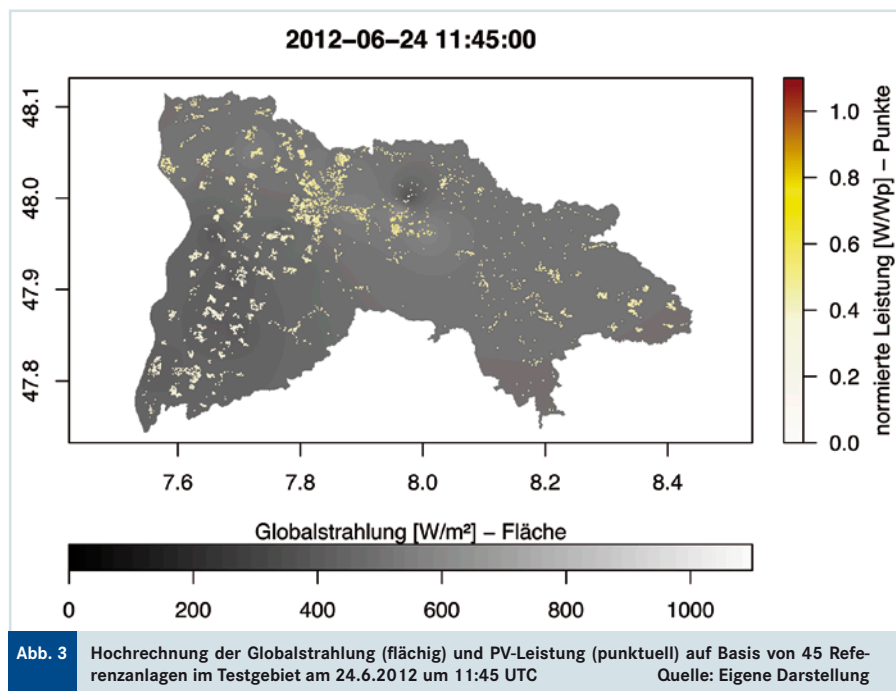 2012–06–24 11:45:00
48.1
48.0
47.9
47.8
7.6 7.8 8.0 8.2 8.4
1.0
0.8
0.6
0.4
0.2
0.0
normierte Leistung [W/Wp] – Punkte
Globalstrahlung [W/m²] – Fläche
0 200 400 600 800 1000
Abb. 3 Hochrechnung der Globalstrahlung (flächig) und PV-Leistung (punktuell) auf Basis von 45 Refe-
renzanlagen im Testgebiet am 24.6.2012 um 11:45 UTC Quelle: Eigene Darstellung